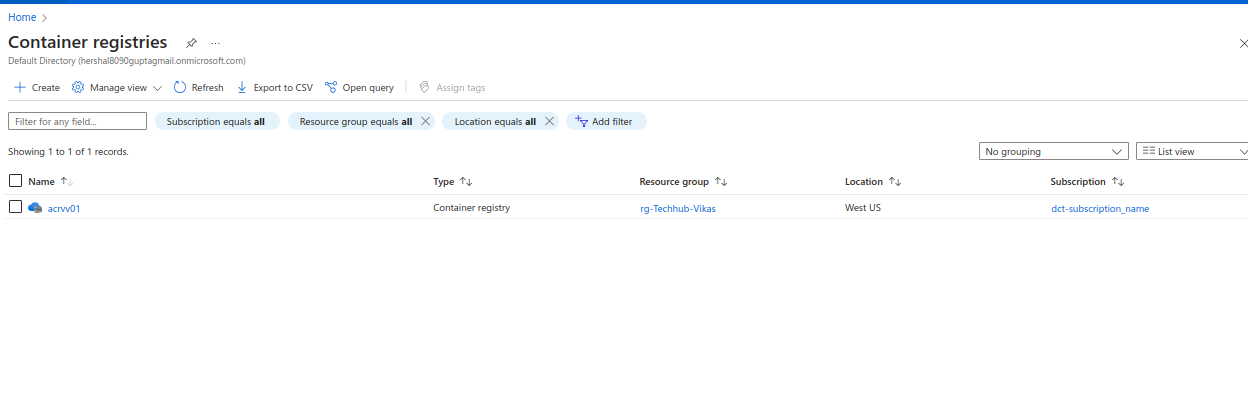 Home
Container registries
Default Directory (hershal8090guptagmail.onmicrosoft.com)
Create Manage view Refresh Export to CSV Open query Assign tags
Filter for any field... Subscription equals all Resource group equals all Location equals all Add filter
Showing 1 to 1 of 1 records. No grouping List view
Name Type Resource group Location Subscription
acrvv01 Container registry rg-Techhub-Vikas West US dct-subscription_name